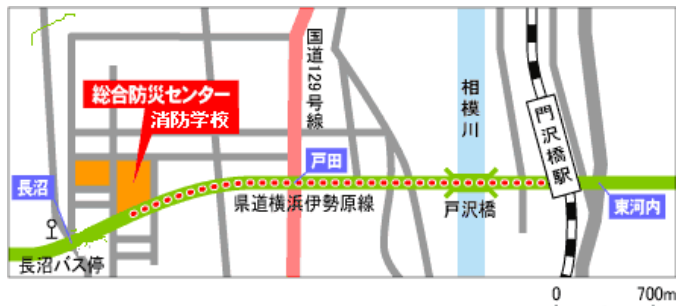 総合防災センター
消防学校
国道129号線
相模川
門沢橋駅
戸田
長沼
県道横浜伊勢原線
戸沢橋
東河内
長沼バス停
0
700m